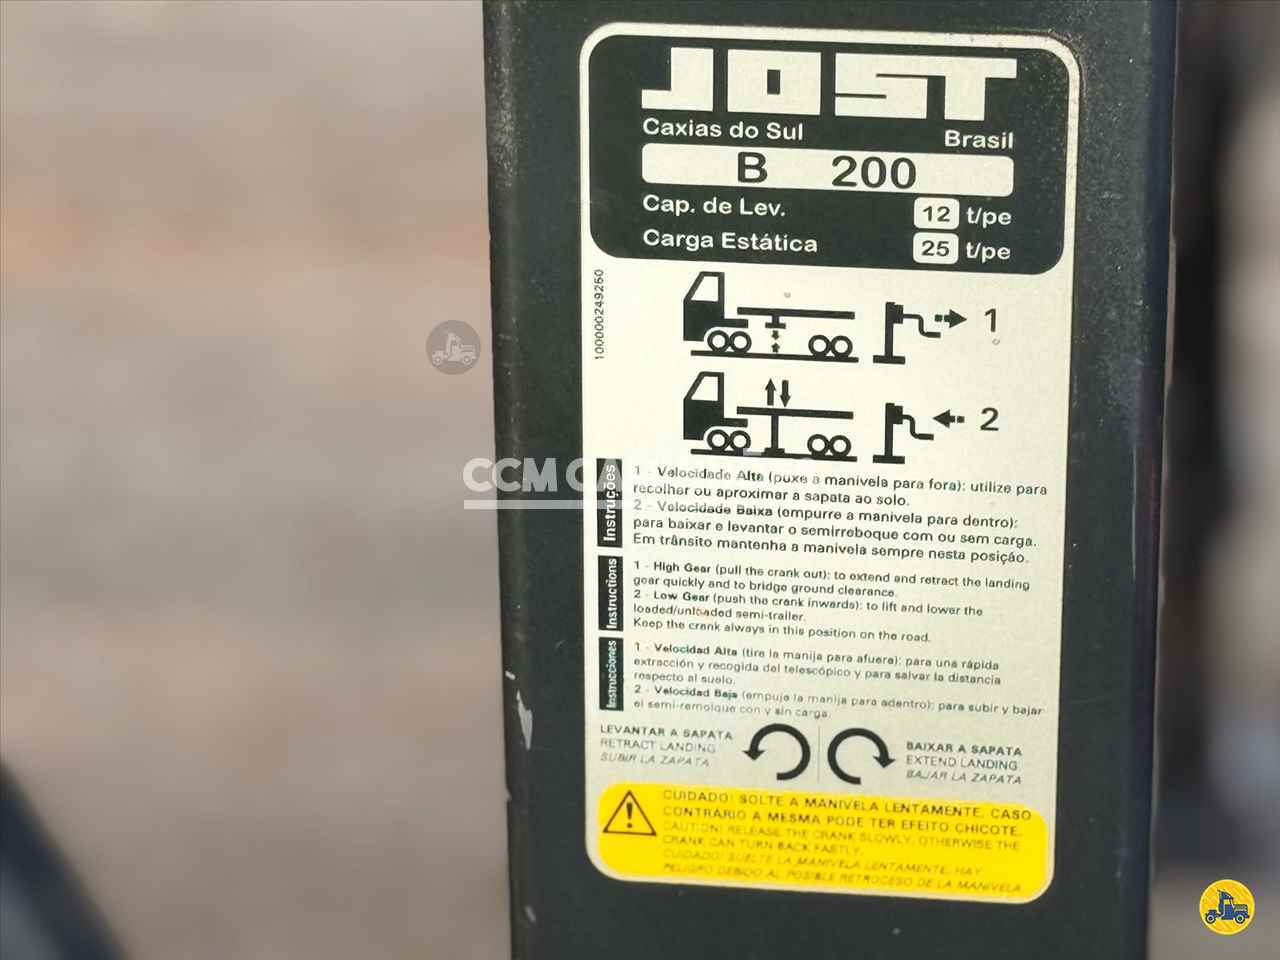 JOST
Caxias do Sul Brasil
B 200
Cap. de Lev. 12 t/pe
Carga Estática 25 t/pe
100000249260
1
2
CCM CA
Instruções
1 - Velocidade Alta (puxe a manivela para fora): utilize para
recolher ou aproximar a sapata ao solo.
2 - Velocidade Baixa (empurre a manivela para dentro):
para baixar e levantar o semirreboque com ou sem carga.
Em trânsito mantenha a manivela sempre nesta posição.
Instructions
1 - High Gear (pull the crank out): to extend and retract the landing
gear quickly and to bridge ground clearance.
2 - Low Gear (push the crank inwards): to lift and lower the
loaded/unloaded semi-trailer.
Keep the crank always in this position on the road.
Instrucciones
1 - Velocidad Alta (tire la manija para afuera): para una rápida
extracción y recogida del telescópico y para salvar la distancia
respecto al suelo.
2 - Velocidad Baja (empuje la manija para adentro): para subir y bajar
el semi-remolque con y sin carga.
LEVANTAR A SAPATA
RETRACT LANDING
SUBIR LA ZAPATA
BAIXAR A SAPATA
EXTEND LANDING
BAJAR LA ZAPATA
CUIDADO! SOLTE A MANIVELA LENTAMENTE, CASO
CONTRÁRIO A MESMA PODE TER EFEITO CHICOTE.
CAUTION! RELEASE THE CRANK SLOWLY, OTHERWISE THE
CRANK CAN TURN BACK FASTLY.
CUIDADO! SUELTE LA MANIVELA LENTAMENTE, HAY
PELIGRO DEBIDO AL POSIBLE RETROCESO DE LA MANIVELA